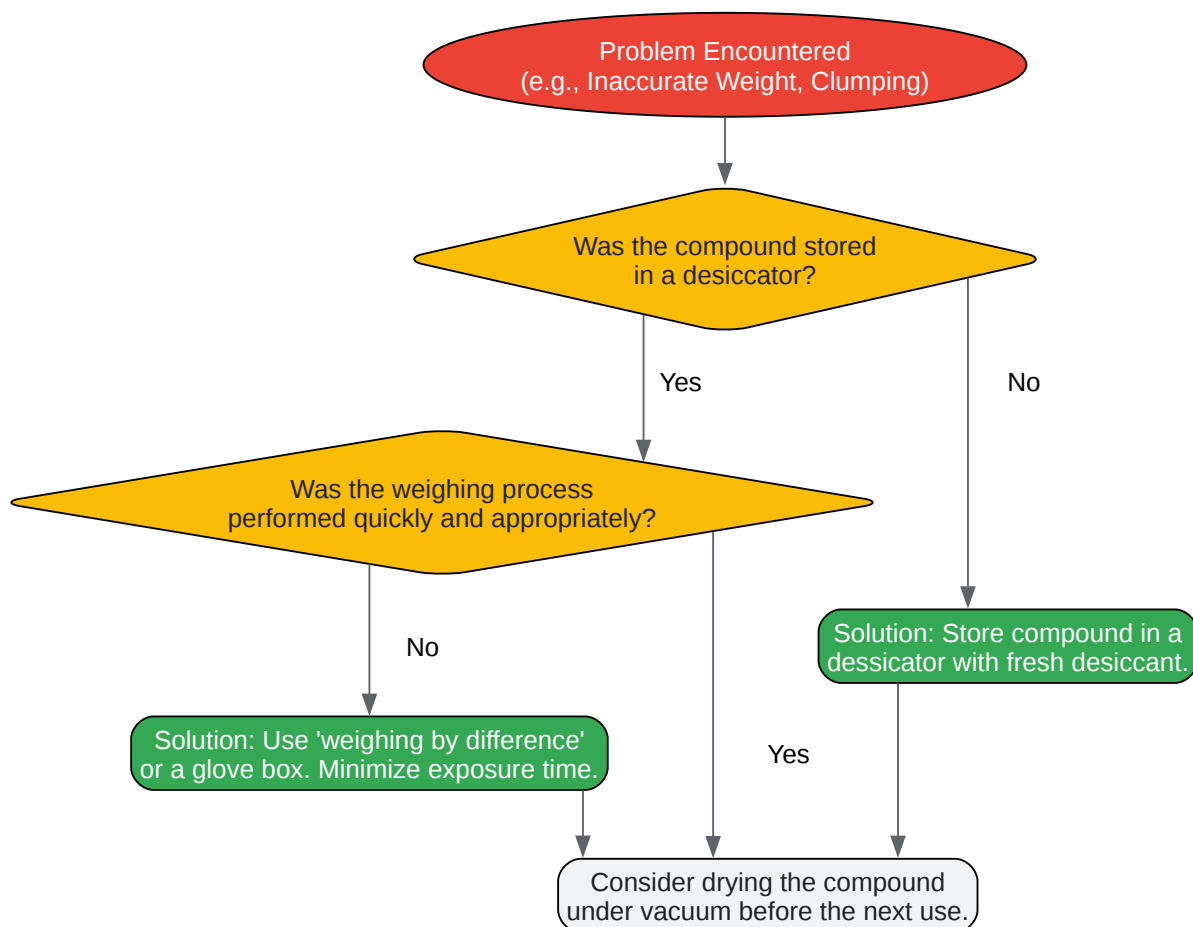 Problem Encountered
(e.g., Inaccurate Weight, Clumping)
Was the compound stored
in a desiccator?
Yes
No
Was the weighing process
performed quickly and appropriately?
No
Solution: Store compound in a
dessicator with fresh desiccant.
Solution: Use 'weighing by difference'
or a glove box. Minimize exposure time.
Yes
Consider drying the compound
under vacuum before the next use.